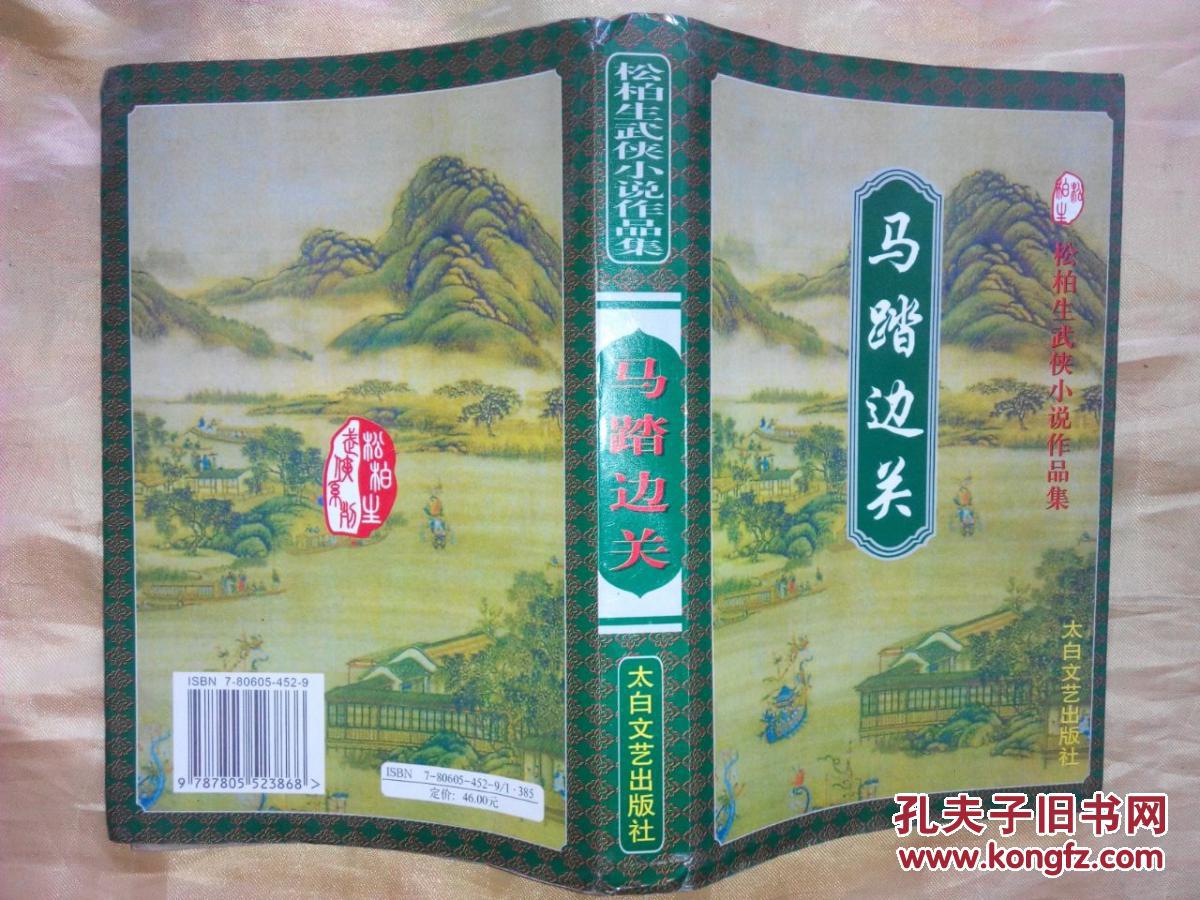 松柏生
武侠系列
ISBN 7-80605-452-9
9 787805 523868 >
ISBN 7-80605-452-9/I·385
定价：46.00元
松柏生武侠小说作品集
马踏边关
太白文艺出版社
马踏边关
松柏生
松柏生武侠小说作品集
太白文艺出版社
孔夫子旧书网
www.kongfz.com